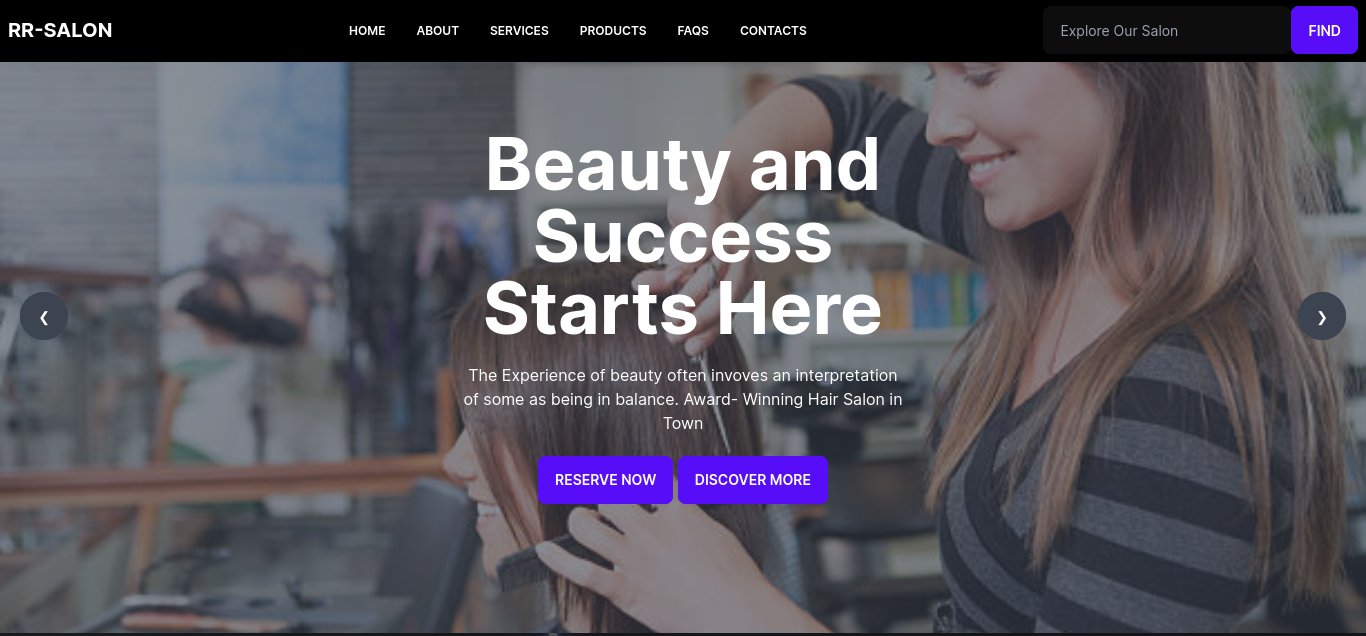 RR-SALON
HOME ABOUT SERVICES PRODUCTS FAQS CONTACTS
Explore Our Salon
FIND
Beauty and
Success
Starts Here
❮
❯
The Experience of beauty often invoves an interpretation
of some as being in balance. Award- Winning Hair Salon in
Town
RESERVE NOW
DISCOVER MORE